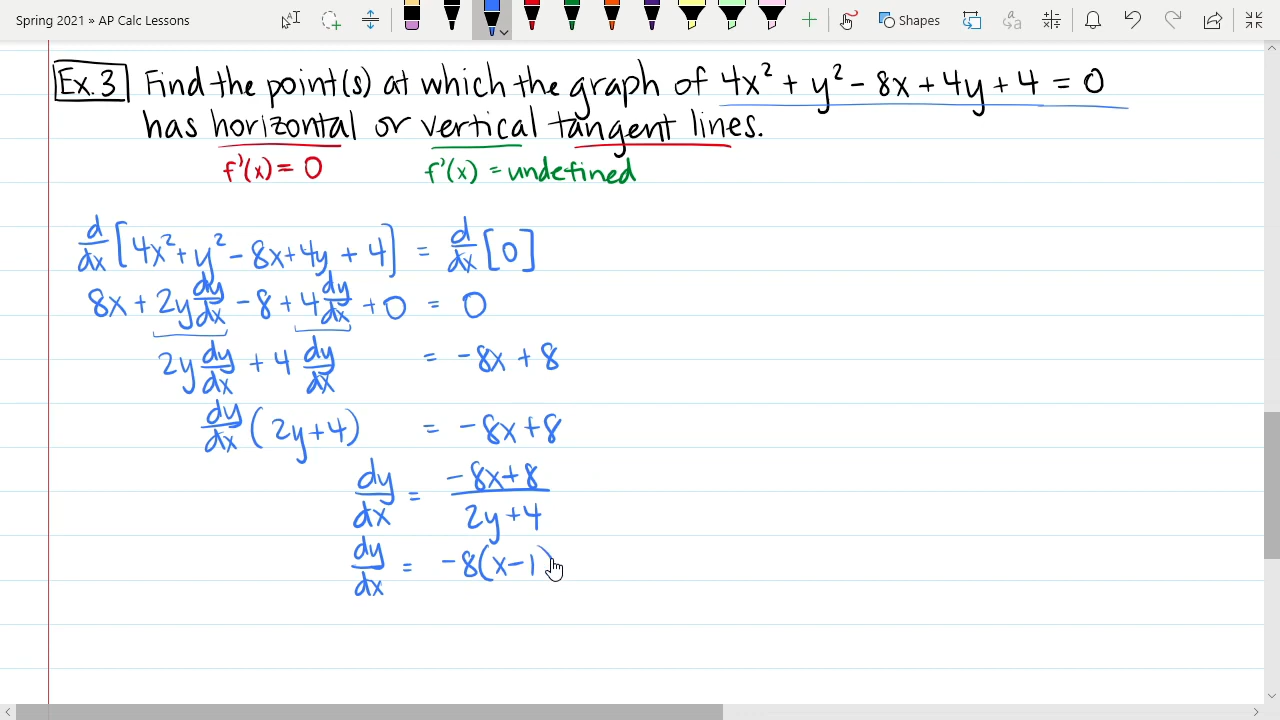 Spring 2021 » AP Calc Lessons
Shapes
Ex. 3 Find the point(s) at which the graph of 4x² + y² - 8x + 4y + 4 = 0
has horizontal or vertical tangent lines.
f'(x) = 0 f'(x) = undefined
d/dx [4x² + y² - 8x + 4y + 4] = d/dx [0]
8x + 2y dy/dx - 8 + 4 dy/dx + 0 = 0
2y dy/dx + 4 dy/dx = -8x + 8
dy/dx (2y + 4) = -8x + 8
dy/dx = (-8x + 8)/(2y + 4)
dy/dx = -8(x - 1)